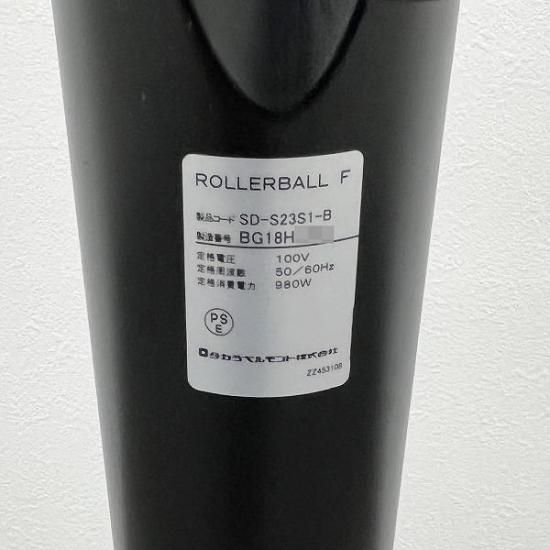 ROLLERBALL F
製品コード SD-S23S1-B
製造番号 BG18H
定格電圧 100V
定格周波数 50/60Hz
定格消費電力 980W
PS
E
タカラベルモント株式会社
ZZ45310B